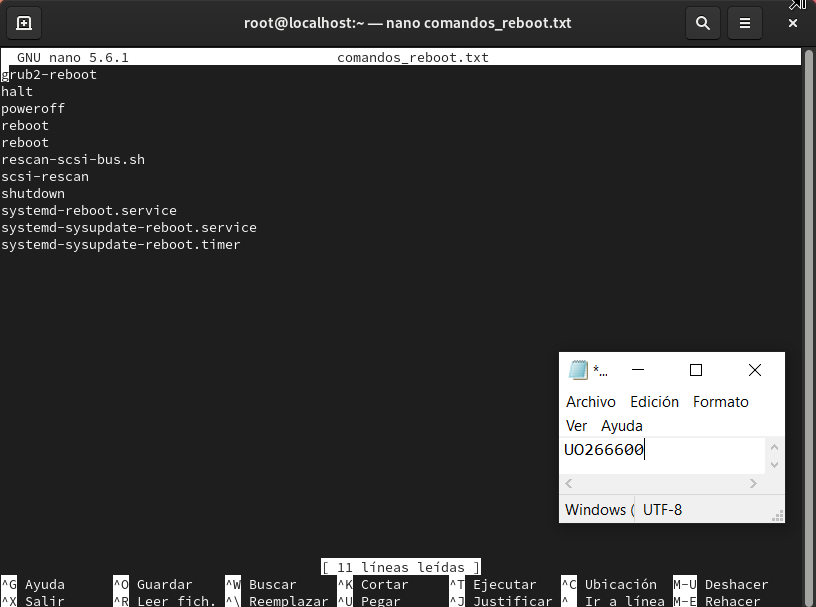 root@localhost:~ — nano comandos_reboot.txt
GNU nano 5.6.1 comandos_reboot.txt
grub2-reboot
halt
poweroff
reboot
reboot
rescan-scsi-bus.sh
scsi-rescan
shutdown
systemd-reboot.service
systemd-sysupdate-reboot.service
systemd-sysupdate-reboot.timer
*...
Archivo Edición Formato
Ver Ayuda
UO266600
Windows ( UTF-8
[ 11 líneas leídas ]
^G Ayuda ^O Guardar ^W Buscar ^K Cortar ^T Ejecutar ^C Ubicación M-U Deshacer
^X Salir ^R Leer fich. ^\ Reemplazar ^U Pegar ^J Justificar ^_ Ir a línea M-E Rehacer